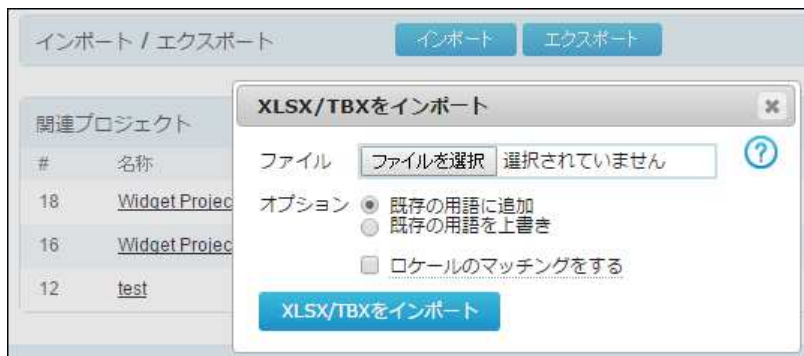 インポート / エクスポート インポート エクスポート
XLSX/TBXをインポート
関連プロジェクト
ファイル ファイルを選択 選択されていません
# 名称
18 Widget Projec
オプション 既存の用語に追加
既存の用語を上書き
16 Widget Projec
ロケールのマッチングをする
12 test
XLSX/TBXをインポート